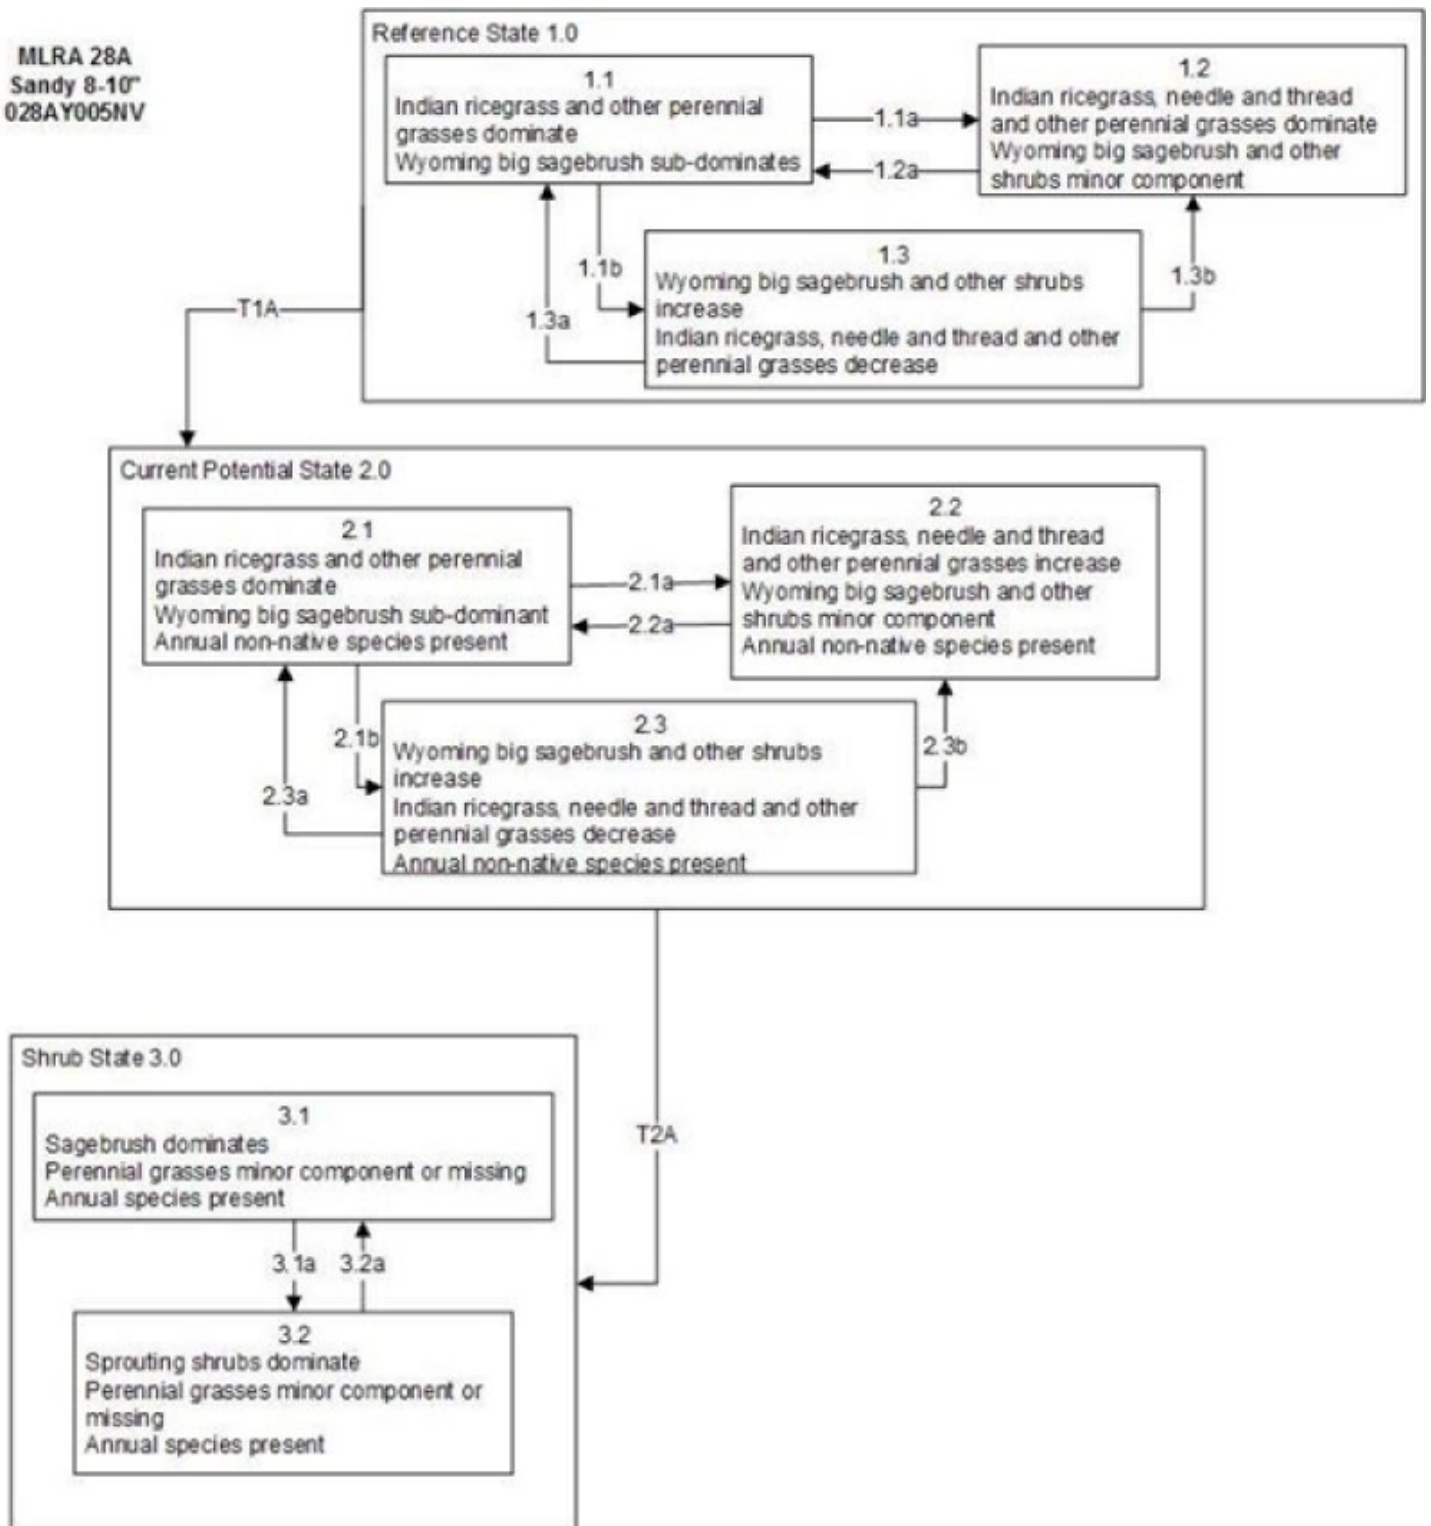 MLRA 28A
Sandy 8-10"
028AY005NV
Reference State 1.0
1.1
Indian ricegrass and other perennial
grasses dominate
Wyoming big sagebrush sub-dominates
1.1a
1.2a
1.2
Indian ricegrass, needle and thread
and other perennial grasses dominate
Wyoming big sagebrush and other
shrubs minor component
1.1b
1.3a
1.3
Wyoming big sagebrush and other shrubs
increase
Indian ricegrass, needle and thread and other
perennial grasses decrease
1.3b
T1A
Current Potential State 2.0
2.1
Indian ricegrass and other perennial
grasses dominate
Wyoming big sagebrush sub-dominant
Annual non-native species present
2.1a
2.2a
2.2
Indian ricegrass, needle and thread
and other perennial grasses increase
Wyoming big sagebrush and other
shrubs minor component
Annual non-native species present
2.1b
2.3a
2.3
Wyoming big sagebrush and other shrubs
increase
Indian ricegrass, needle and thread and other
perennial grasses decrease
Annual non-native species present
2.3b
T2A
Shrub State 3.0
3.1
Sagebrush dominates
Perennial grasses minor component or missing
Annual species present
3.1a
3.2a
3.2
Sprouting shrubs dominate
Perennial grasses minor component or
missing
Annual species present